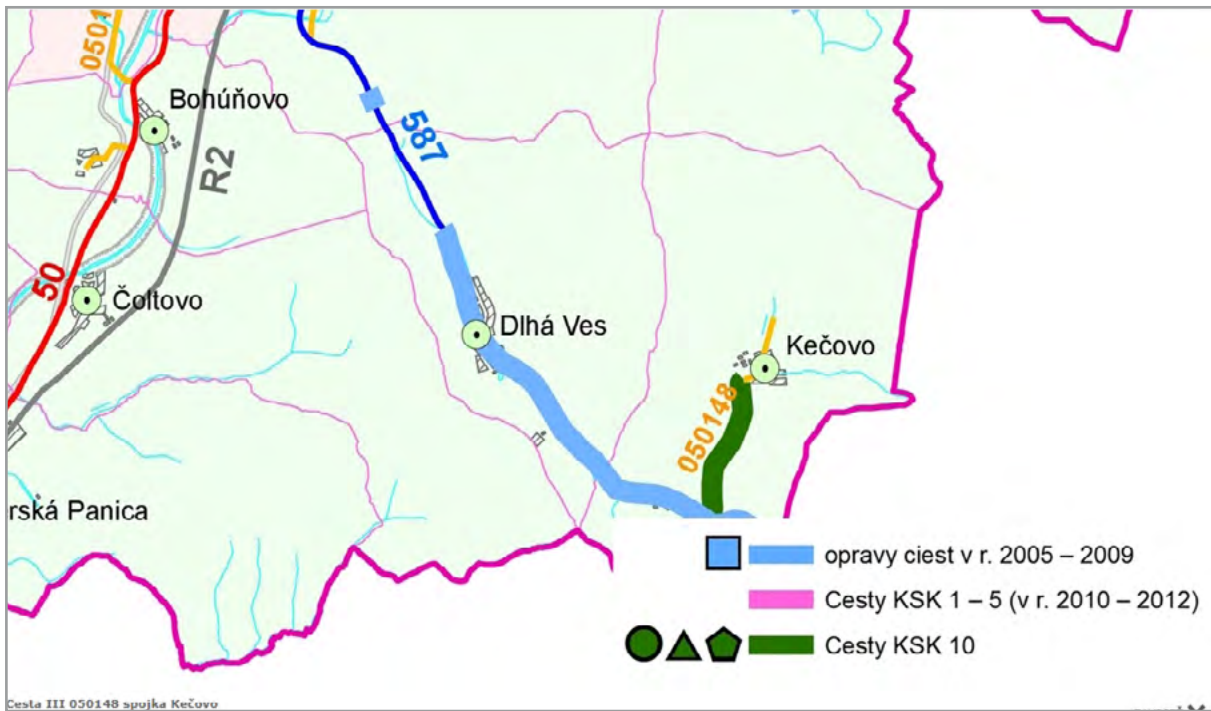 0501
Bohúňovo
587
R2
50
Čoltovo
Dlhá Ves
Kečovo
050148
rská Panica
opravy ciest v r. 2005 – 2009
Cesty KSK 1 – 5 (v r. 2010 – 2012)
Cesty KSK 10
Cesta III 050148 spojka Kečovo